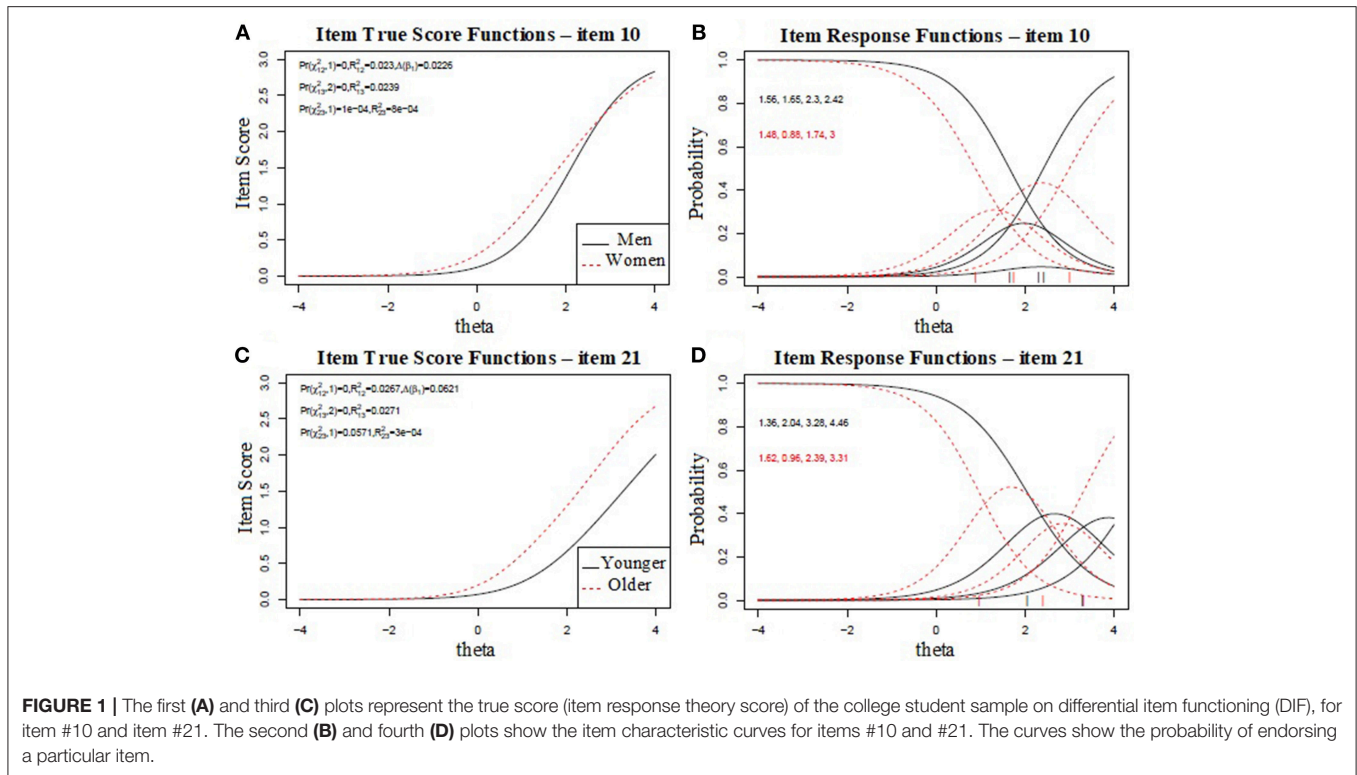 A
Item True Score Functions – item 10
Pr(χ²₁₂,1)=0,R²₁₂=0.023,Δ(β₁)=0.0226
Pr(χ²₁₃,2)=0,R²₁₃=0.0239
Pr(χ²₂₃,1)=1e−04,R²₂₃=8e−04
Item Score
3.0
2.5
2.0
1.5
1.0
0.5
0.0
Men
Women
−4
−2
0
2
4
theta
B
Item Response Functions – item 10
1.56, 1.65, 2.3, 2.42
1.48, 0.88, 1.74, 3
Probability
1.0
0.8
0.6
0.4
0.2
0.0
−4
−2
0
2
4
theta
C
Item True Score Functions – item 21
Pr(χ²₁₂,1)=0,R²₁₂=0.0267,Δ(β₁)=0.0621
Pr(χ²₁₃,2)=0,R²₁₃=0.0271
Pr(χ²₂₃,1)=0.0571,R²₂₃=3e−04
Item Score
3.0
2.5
2.0
1.5
1.0
0.5
0.0
Younger
Older
−4
−2
0
2
4
theta
D
Item Response Functions – item 21
1.36, 2.04, 3.28, 4.46
1.62, 0.96, 2.39, 3.31
Probability
1.0
0.8
0.6
0.4
0.2
0.0
−4
−2
0
2
4
theta
FIGURE 1 | The first (A) and third (C) plots represent the true score (item response theory score) of the college student sample on differential item functioning (DIF), for
item #10 and item #21. The second (B) and fourth (D) plots show the item characteristic curves for items #10 and #21. The curves show the probability of endorsing
a particular item.